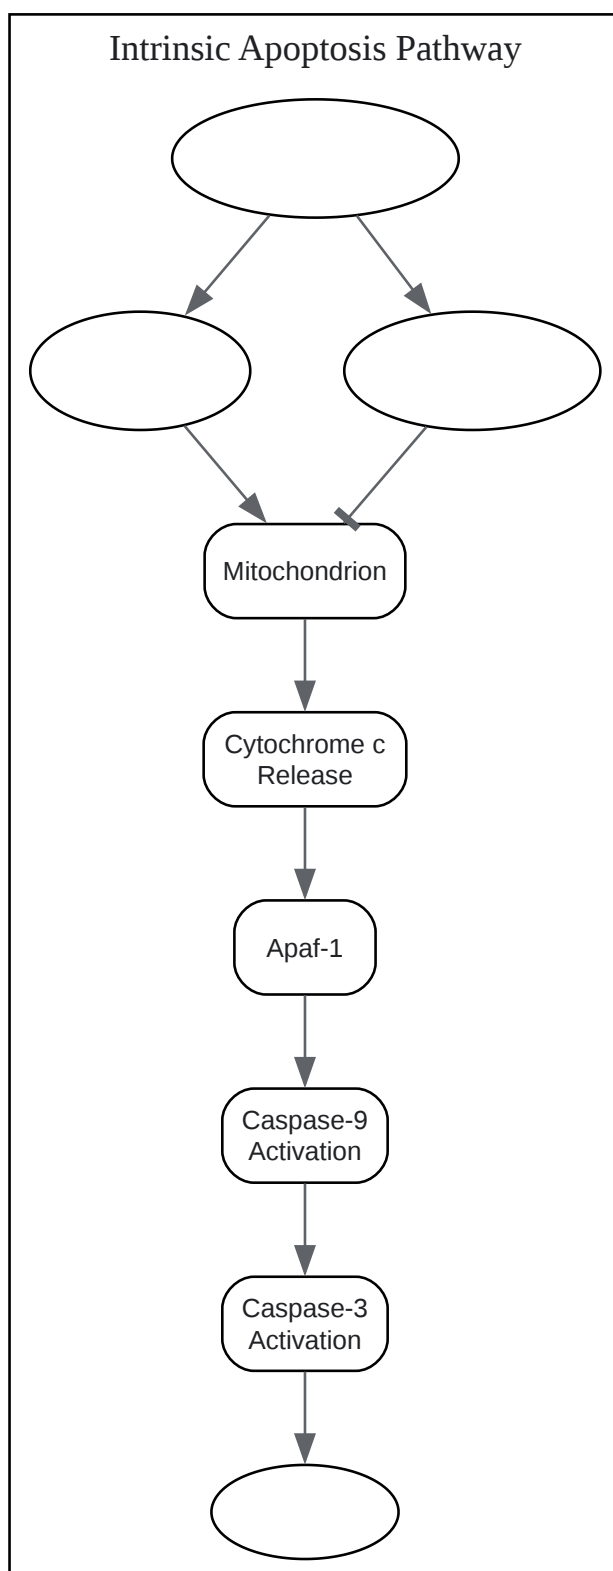 Intrinsic Apoptosis Pathway
Mitochondrion
Cytochrome c
Release
Apaf-1
Caspase-9
Activation
Caspase-3
Activation